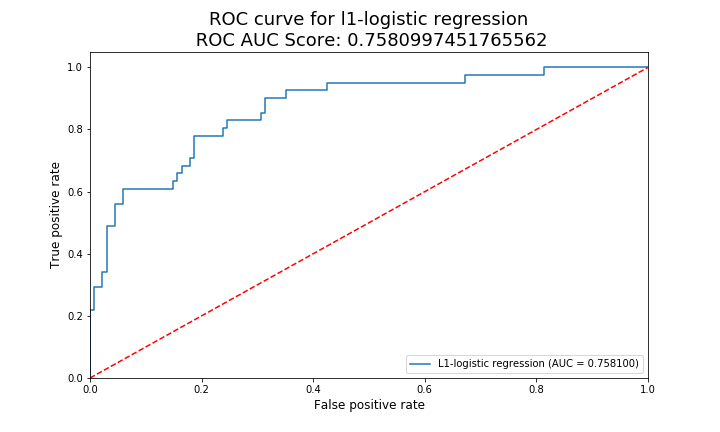 ROC curve for l1-logistic regression
ROC AUC Score: 0.7580997451765562
1.0
0.8
0.6
0.4
0.2
0.0
True positive rate
L1-logistic regression (AUC = 0.758100)
0.0 0.2 0.4 0.6 0.8 1.0
False positive rate